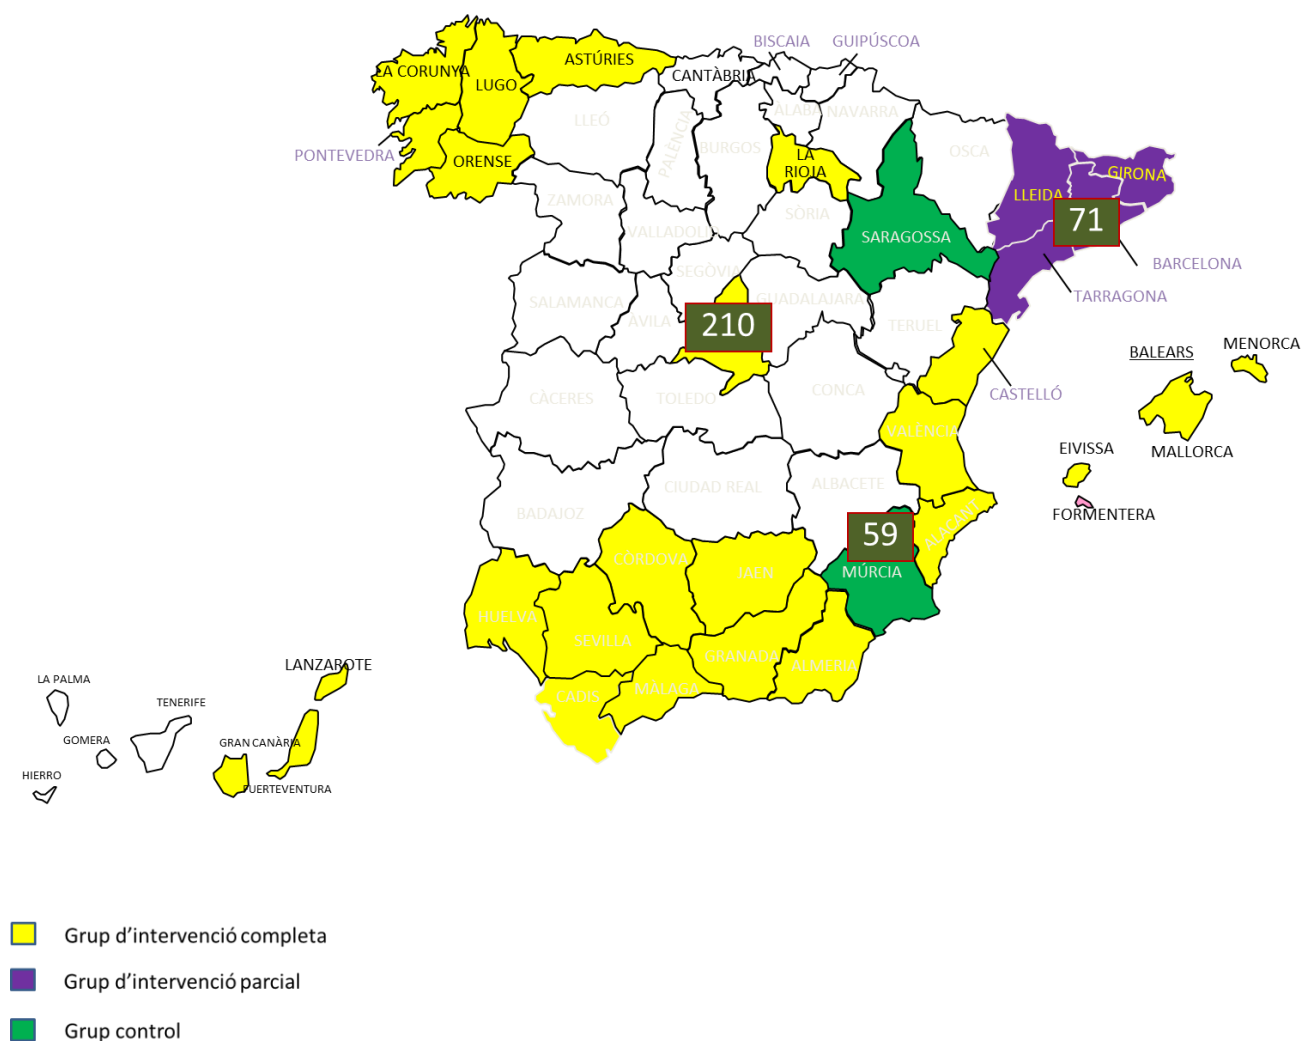 BISCAIA
GUIPÚSCOA
ASTÚRIES
LA CORUNYA
CANTÀBRIA
LUGO
LLEÓ
PALÈNCIA
BURGOS
ÀLABA
NAVARRA
OSCA
PONTEVEDRA
ORENSE
LA
RIOJA
GIRONA
LLEIDA
ZAMORA
VALLADOLID
SÒRIA
SARAGOSSA
71
BARCELONA
TARRAGONA
SEGÒVIA
SALAMANCA
ÀVILA
210
GUADALAJARA
TERUEL
MENORCA
BALEARS
CASTELLÓ
CÀCERES
TOLEDO
CONCA
VALÈNCIA
MALLORCA
EIVISSA
FORMENTERA
CIUDAD REAL
ALBACETE
BADAJOZ
59
ALACANT
CÒRDOVA
JAEN
MÚRCIA
HUELVA
SEVILLA
GRANADA
ALMERIA
CADIS
MÀLAGA
LANZAROTE
LA PALMA
TENERIFE
GOMERA
GRAN CANÀRIA
HIERRO
FUERTEVENTURA
Grup d'intervenció completa
Grup d'intervenció parcial
Grup control